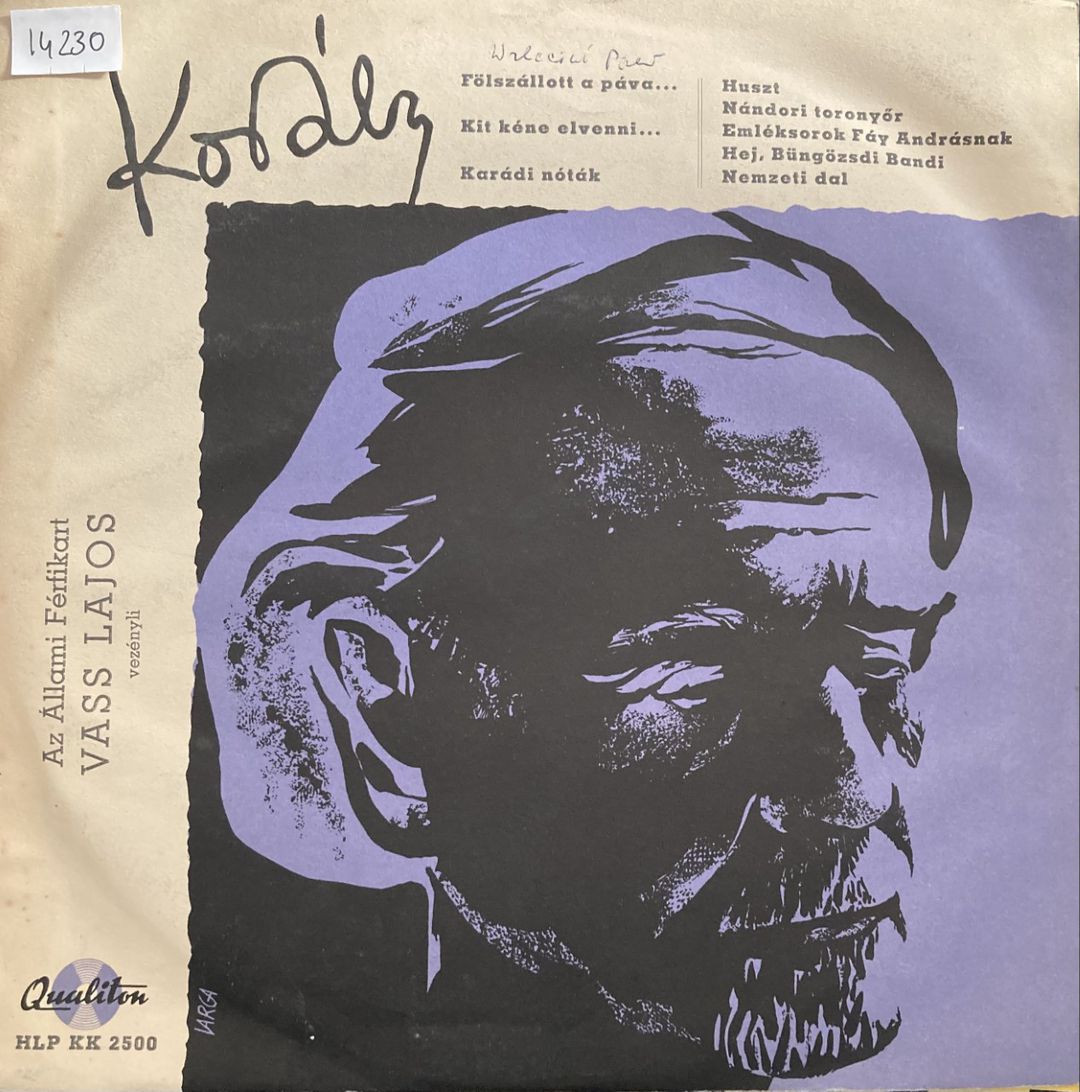 14230
Kodály
Fölszállott a páva...
Kit kéne elvenni...
Karádi nóták
Huszt
Nándori toronyőr
Emléksorok Fáy Andrásnak
Hej, Büngözsdi Bandi
Nemzeti dal
Az Állami Férfikart
VASS LAJOS
vezényli
Qualiton
HLP KK 2500
VARGA